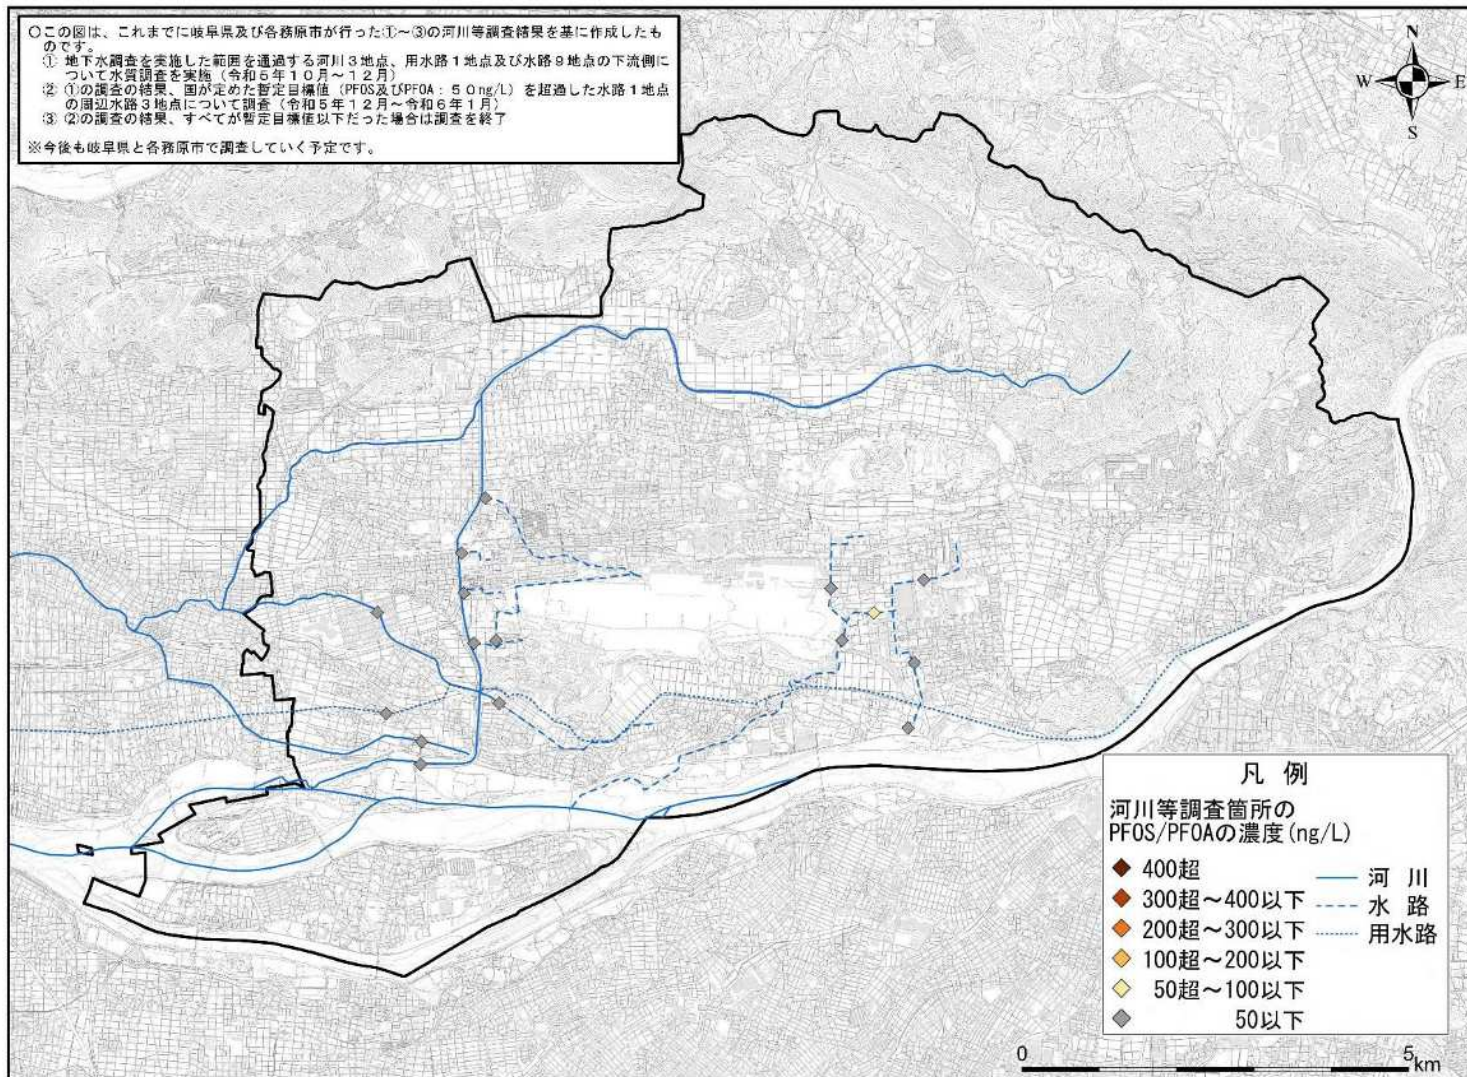 〇この図は、これまでに岐阜県及び各務原市が行った①～③の河川等調査結果を基に作成したも
のです。
① 地下水調査を実施した範囲を通過する河川3地点、用水路1地点及び水路9地点の下流側に
ついて水質調査を実施（令和5年10月～12月）
② ①の調査の結果、国が定めた暫定目標値（PFOS及びPFOA：50ng/L）を超過した水路1地点
の周辺水路3地点について調査（令和5年12月～令和6年1月）
③ ②の調査の結果、すべてが暫定目標値以下だった場合は調査を終了
※今後も岐阜県と各務原市で調査していく予定です。
N
W E
S
凡 例
河川等調査箇所の
PFOS/PFOAの濃度(ng/L)
400超
300超～400以下
200超～300以下
100超～200以下
50超～100以下
50以下
河 川
水 路
用水路
0 5
km